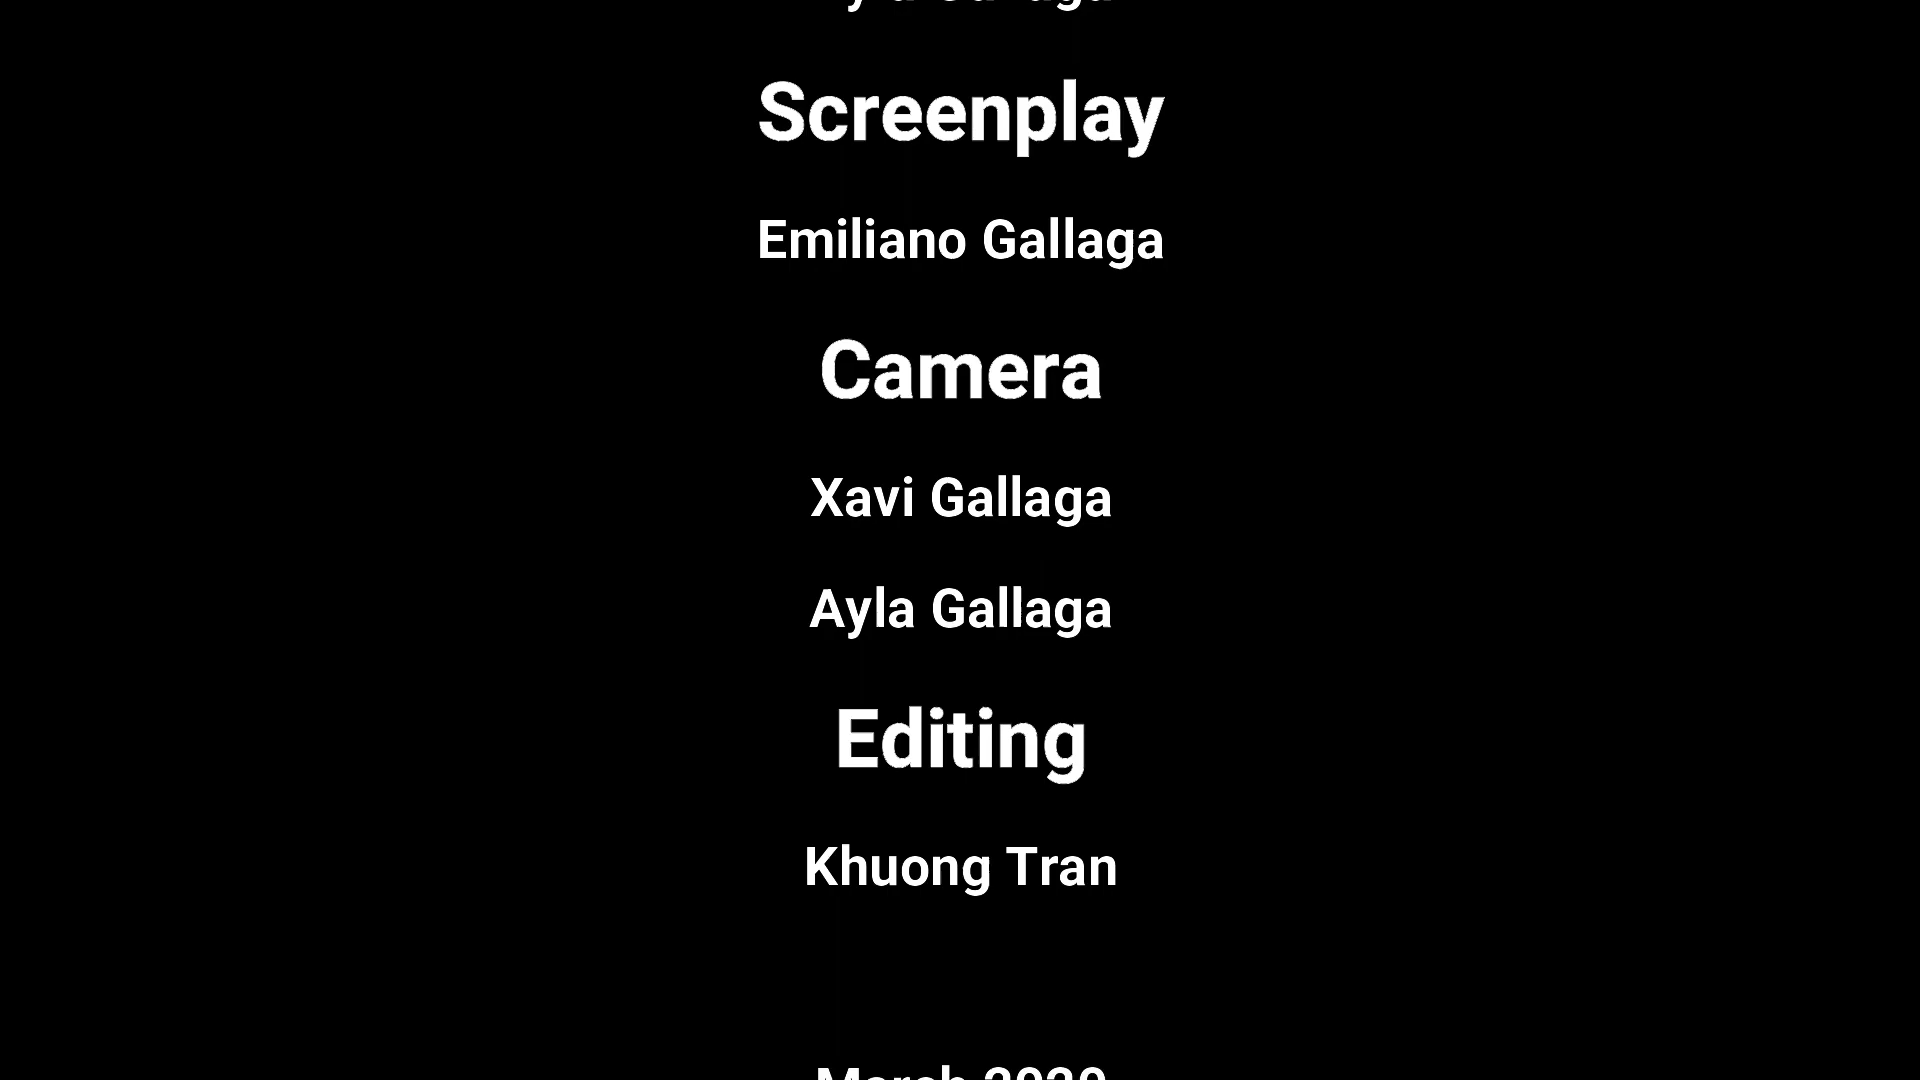 Screenplay
Emiliano Gallaga
Camera
Xavi Gallaga
Ayla Gallaga
Editing
Khuong Tran